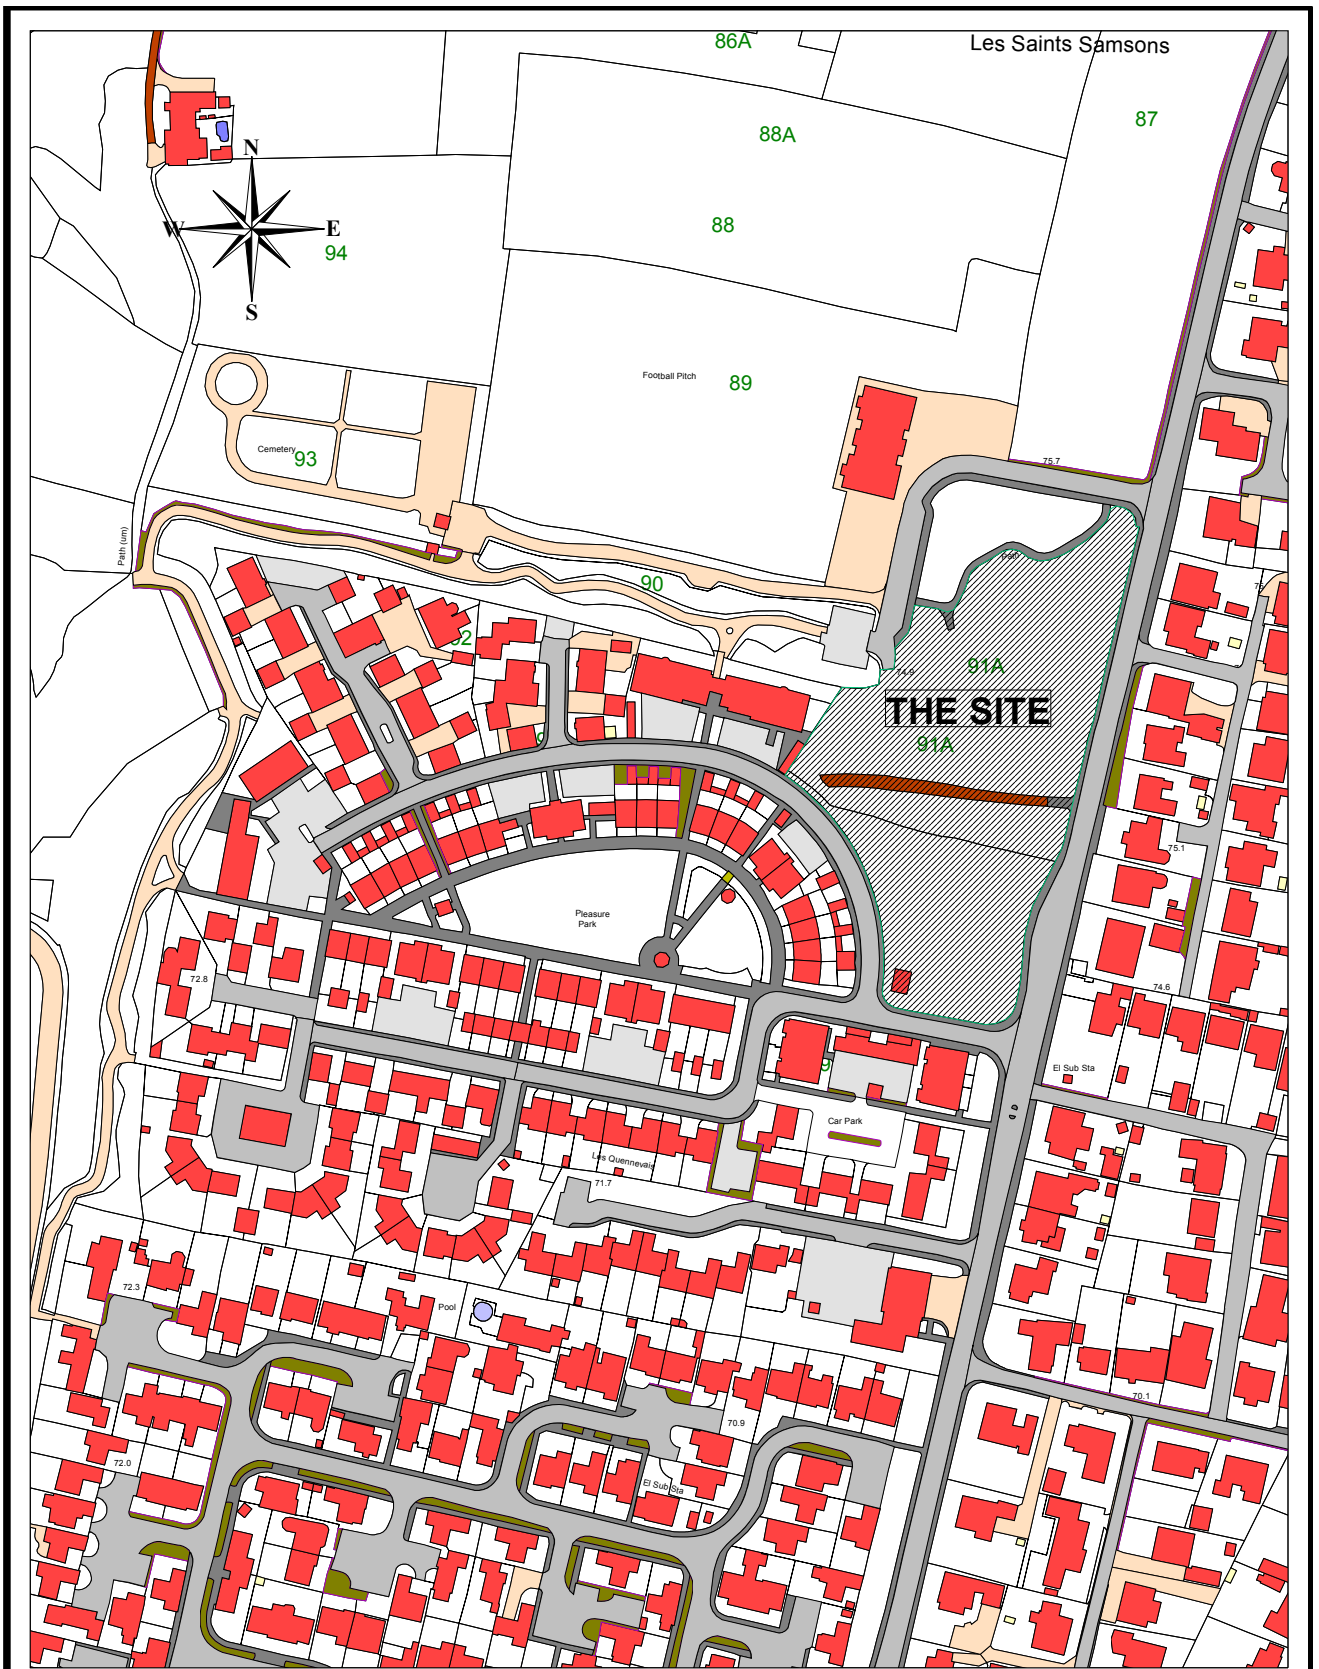 86A
Les Saints Samsons
87
88A
N
88
W
E
94
S
Football Pitch
89
Cemetery
93
75.7
Path (um)
90
91A
74.9
THE SITE
91A
75.1
Pleasure
Park
72.8
74.6
El Sub Sta
Car Park
Les Quennevais
71.7
72.3
Pool
70.1
70.9
72.0
El Sub Sta